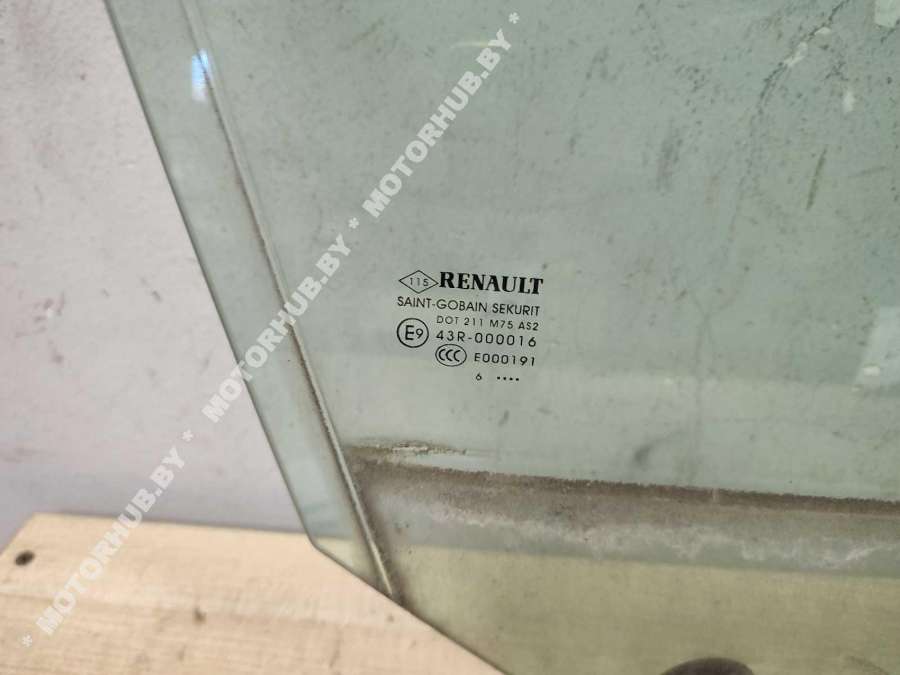 115 RENAULT
SAINT-GOBAIN SEKURIT
DOT 211 M75 AS2
E9 43R-000016
CCC E000191
6 ····
* MOTORHUB.BY * MOTORHUB.BY * MOTORHUB.BY *